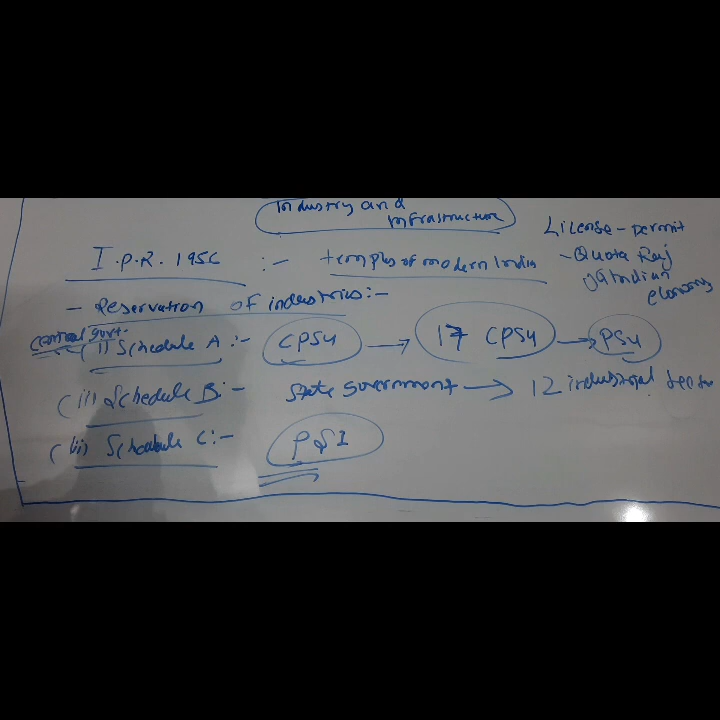 Industry and
Infrastructure
I.P.R. 1956 :- temples of modern India
License - permit
- Quota Raj
of Indian
economy
- Reservation of industries:-
central govt.
(i) Schedule A :- CPSU → 17 CPSU → PSU
(ii) Schedule B:- State Government → 12 industrial
(iii) Schedule C:- PSI